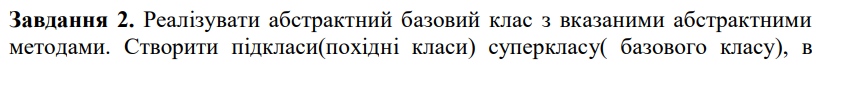 Завдання 2. Реалізувати абстрактний базовий клас з вказаними абстрактними
методами. Створити підкласи(похідні класи) суперкласу( базового класу), в